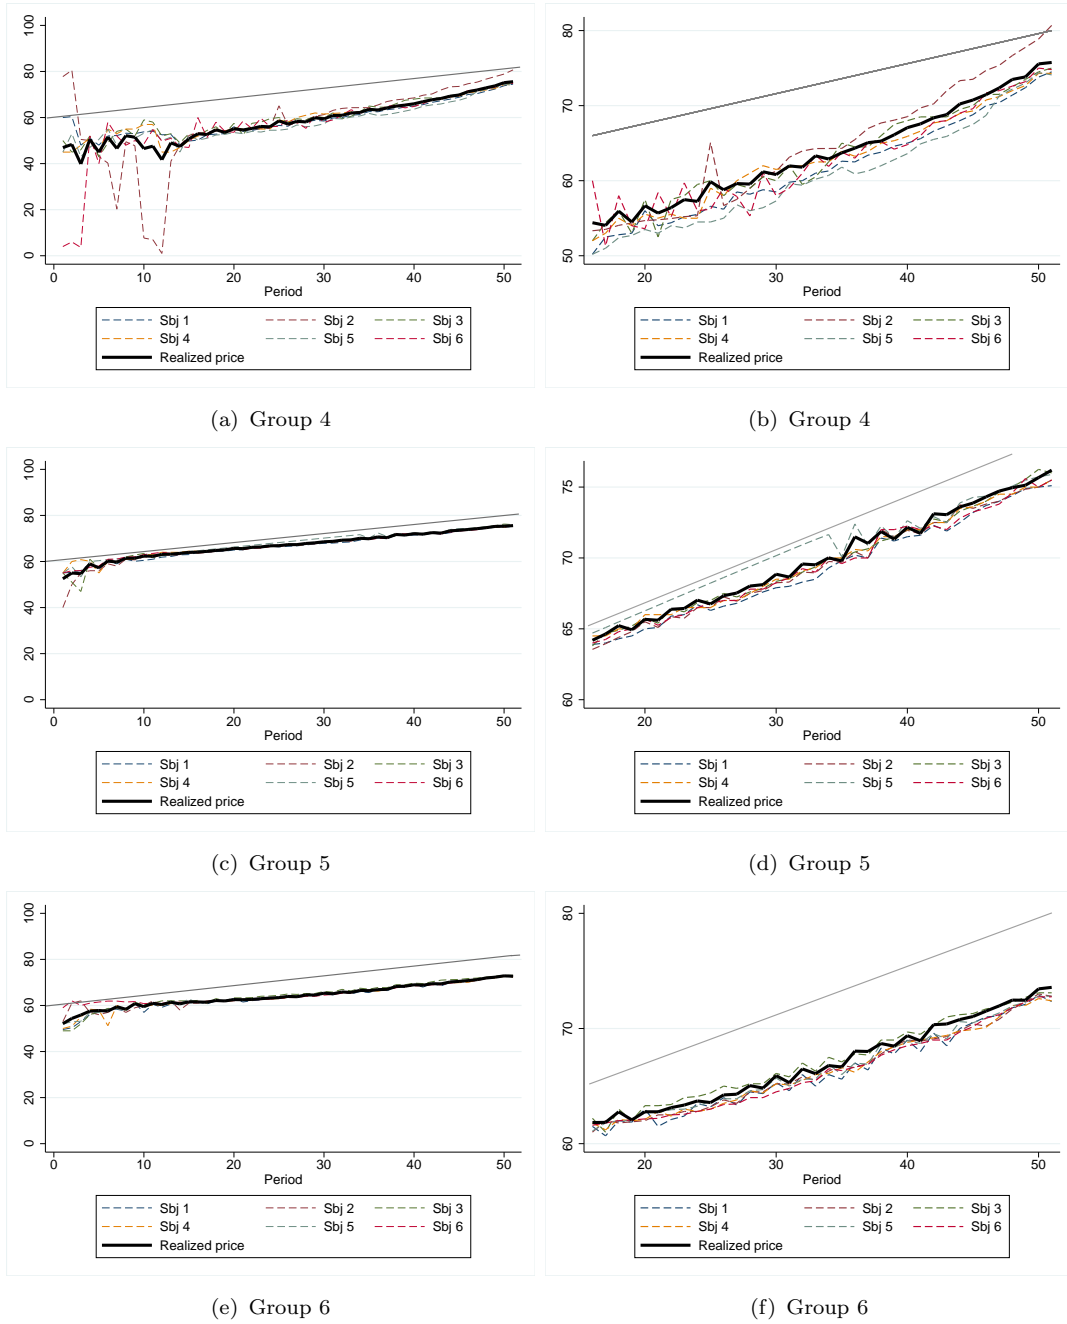 100
80
60
40
20
0
0 10 20 30 40 50
Period
Sbj 1 Sbj 2 Sbj 3
Sbj 4 Sbj 5 Sbj 6
Realized price
(a) Group 4
80
70
60
50
20 30 40 50
Period
Sbj 1 Sbj 2 Sbj 3
Sbj 4 Sbj 5 Sbj 6
Realized price
(b) Group 4
100
80
60
40
20
0
0 10 20 30 40 50
Period
Sbj 1 Sbj 2 Sbj 3
Sbj 4 Sbj 5 Sbj 6
Realized price
(c) Group 5
75
70
65
60
20 30 40 50
Period
Sbj 1 Sbj 2 Sbj 3
Sbj 4 Sbj 5 Sbj 6
Realized price
(d) Group 5
100
80
60
40
20
0
0 10 20 30 40 50
Period
Sbj 1 Sbj 2 Sbj 3
Sbj 4 Sbj 5 Sbj 6
Realized price
(e) Group 6
80
70
60
20 30 40 50
Period
Sbj 1 Sbj 2 Sbj 3
Sbj 4 Sbj 5 Sbj 6
Realized price
(f) Group 6